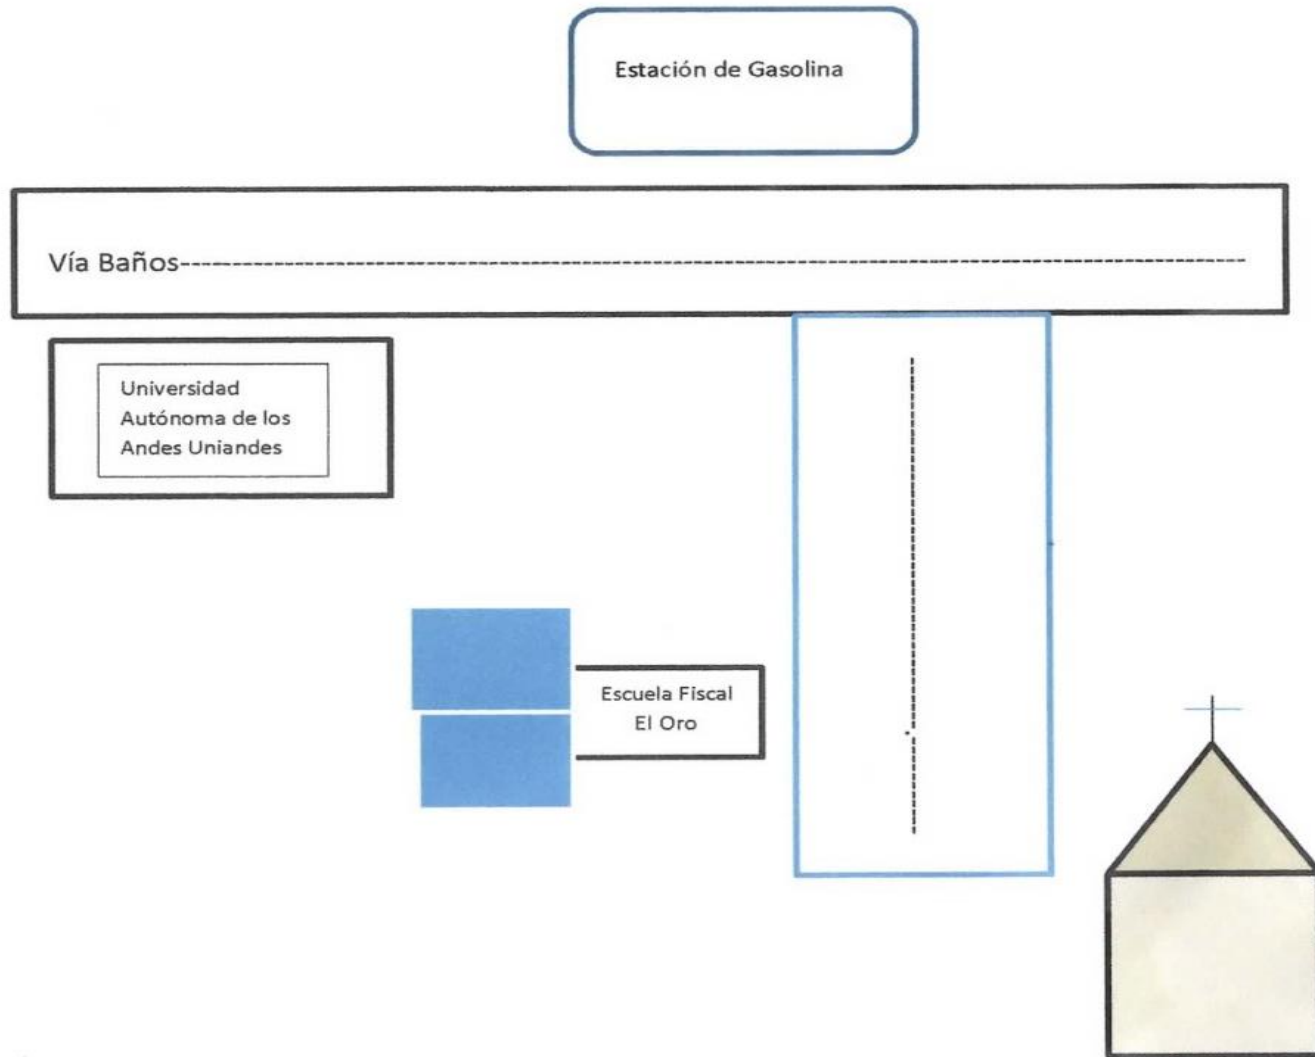 Estación de Gasolina
Vía Baños-------------------------------------------------------------------------------------------------------------------------
Universidad
Autónoma de los
Andes Uniandes
Escuela Fiscal
El Oro